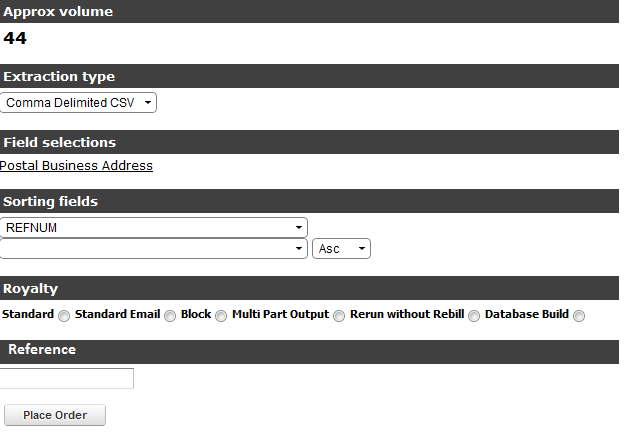 Approx volume
44
Extraction type
Comma Delimited CSV
Field selections
Postal Business Address
Sorting fields
REFNUM
Asc
Royalty
Standard Standard Email Block Multi Part Output Rerun without Rebill Database Build
Reference
Place Order